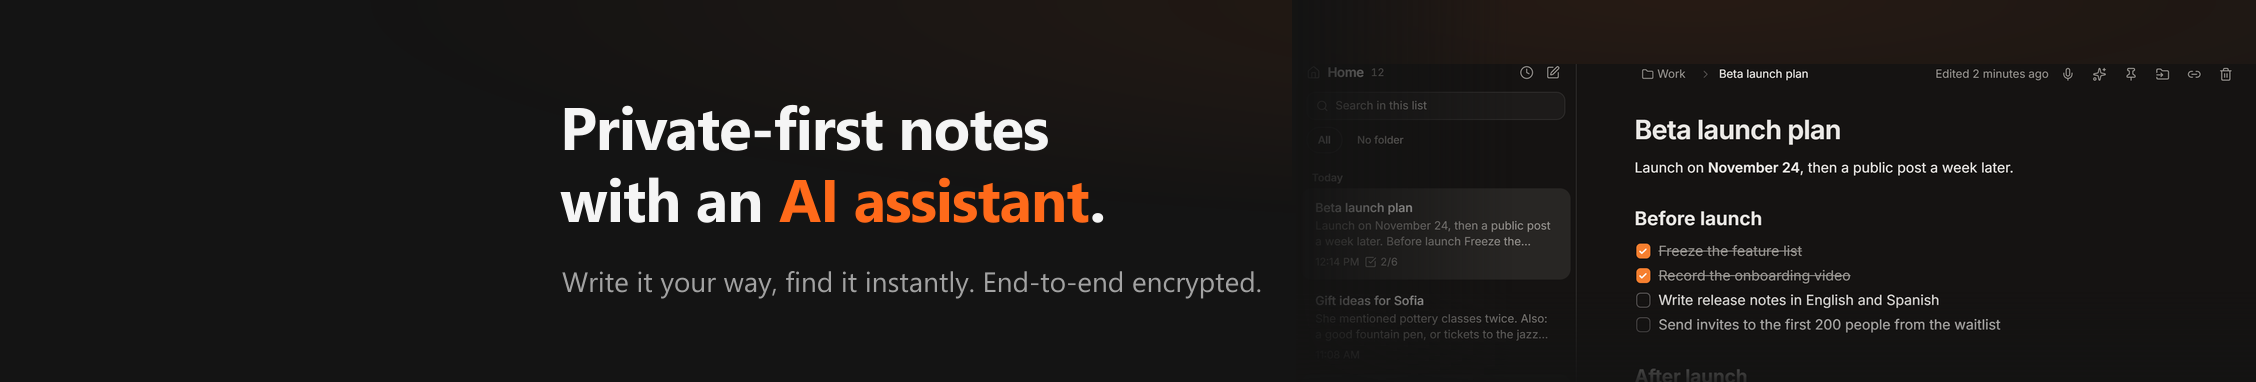 Private-first notes
with an AI assistant.
Write it your way, find it instantly. End-to-end encrypted.
Home 12
Search in this list
All No folder
Today
Beta launch plan
Launch on November 24, then a public post
a week later. Before launch Freeze the...
12:14 PM 2/6
Gift ideas for Sofia
She mentioned pottery classes twice. Also:
a good fountain pen, or tickets to the jazz...
AM
Work > Beta launch plan
Edited 2 minutes ago
Beta launch plan
Launch on November 24, then a public post a week later.
Before launch
Freeze the feature list
Record the onboarding video
Write release notes in English and Spanish
Send invites to the first 200 people from the waitlist
After launch